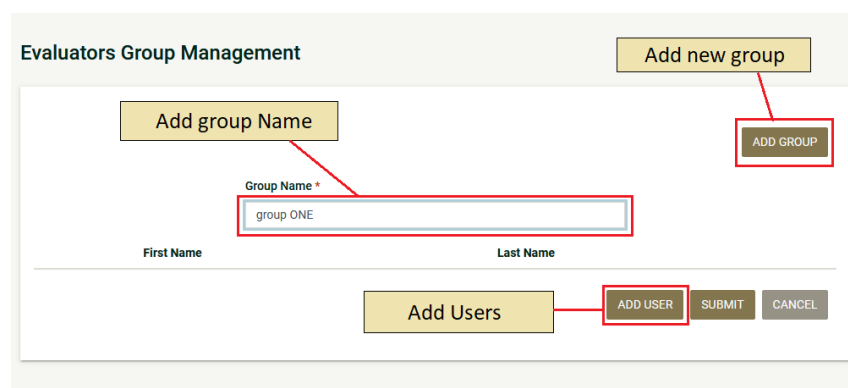 Evaluators Group Management
Add new group
Add group Name
ADD GROUP
Group Name *
group ONE
First Name Last Name
Add Users
ADD USER SUBMIT CANCEL